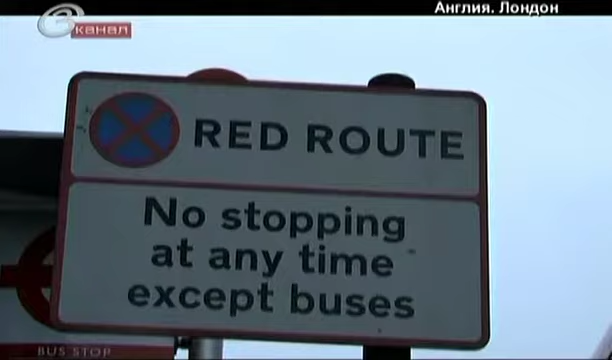 канал
Англия. Лондон
RED ROUTE
No stopping
at any time
except buses
BUS STOP